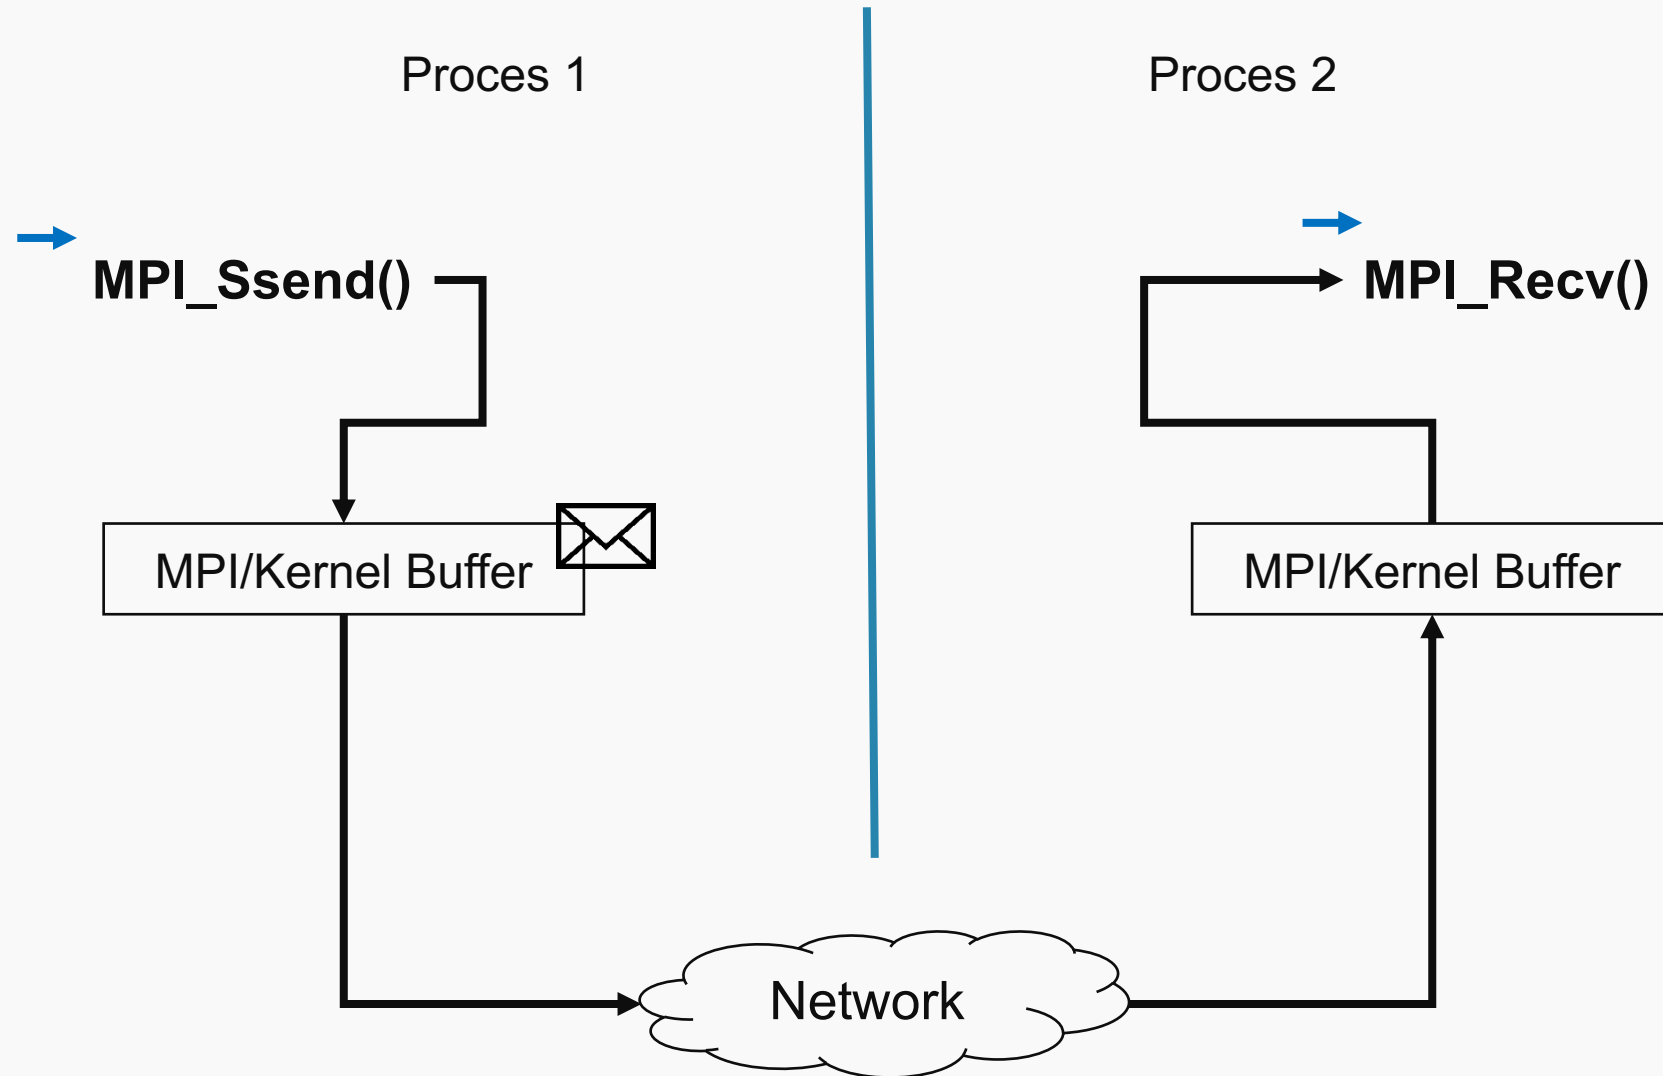 Proces 1
Proces 2
MPI_Ssend()
MPI_Recv()
MPI/Kernel Buffer
MPI/Kernel Buffer
Network